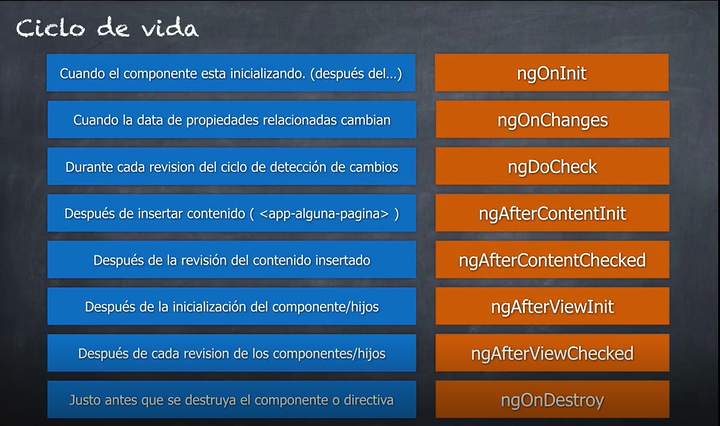 Ciclo de vida
Cuando el componente esta inicializando. (después del...) ngOnInit
Cuando la data de propiedades relacionadas cambian ngOnChanges
Durante cada revision del ciclo de detección de cambios ngDoCheck
Después de insertar contenido ( <app-alguna-pagina> ) ngAfterContentInit
Después de la revisión del contenido insertado ngAfterContentChecked
Después de la inicialización del componente/hijos ngAfterViewInit
Después de cada revision de los componentes/hijos ngAfterViewChecked
Justo antes que se destruya el componente o directiva ngOnDestroy